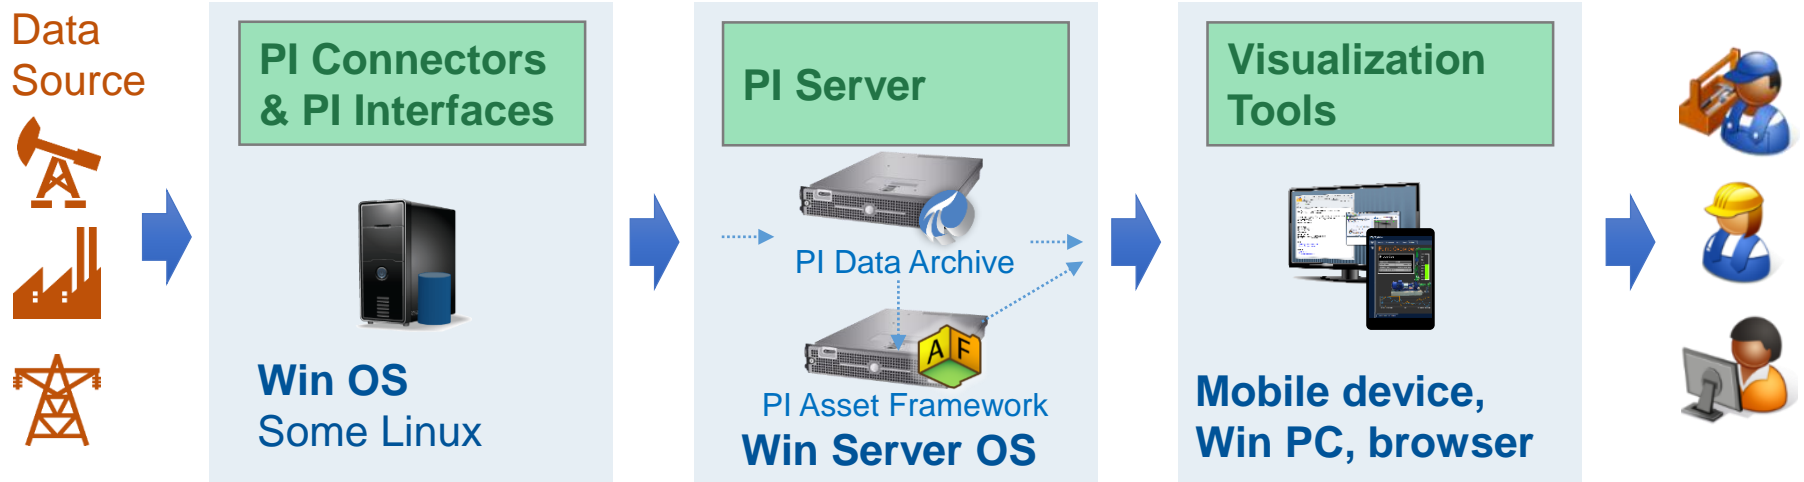 Data
Source
PI Connectors
& PI Interfaces
Win OS
Some Linux
PI Server
PI Data Archive
A F
PI Asset Framework
Win Server OS
Visualization
Tools
Mobile device,
Win PC, browser